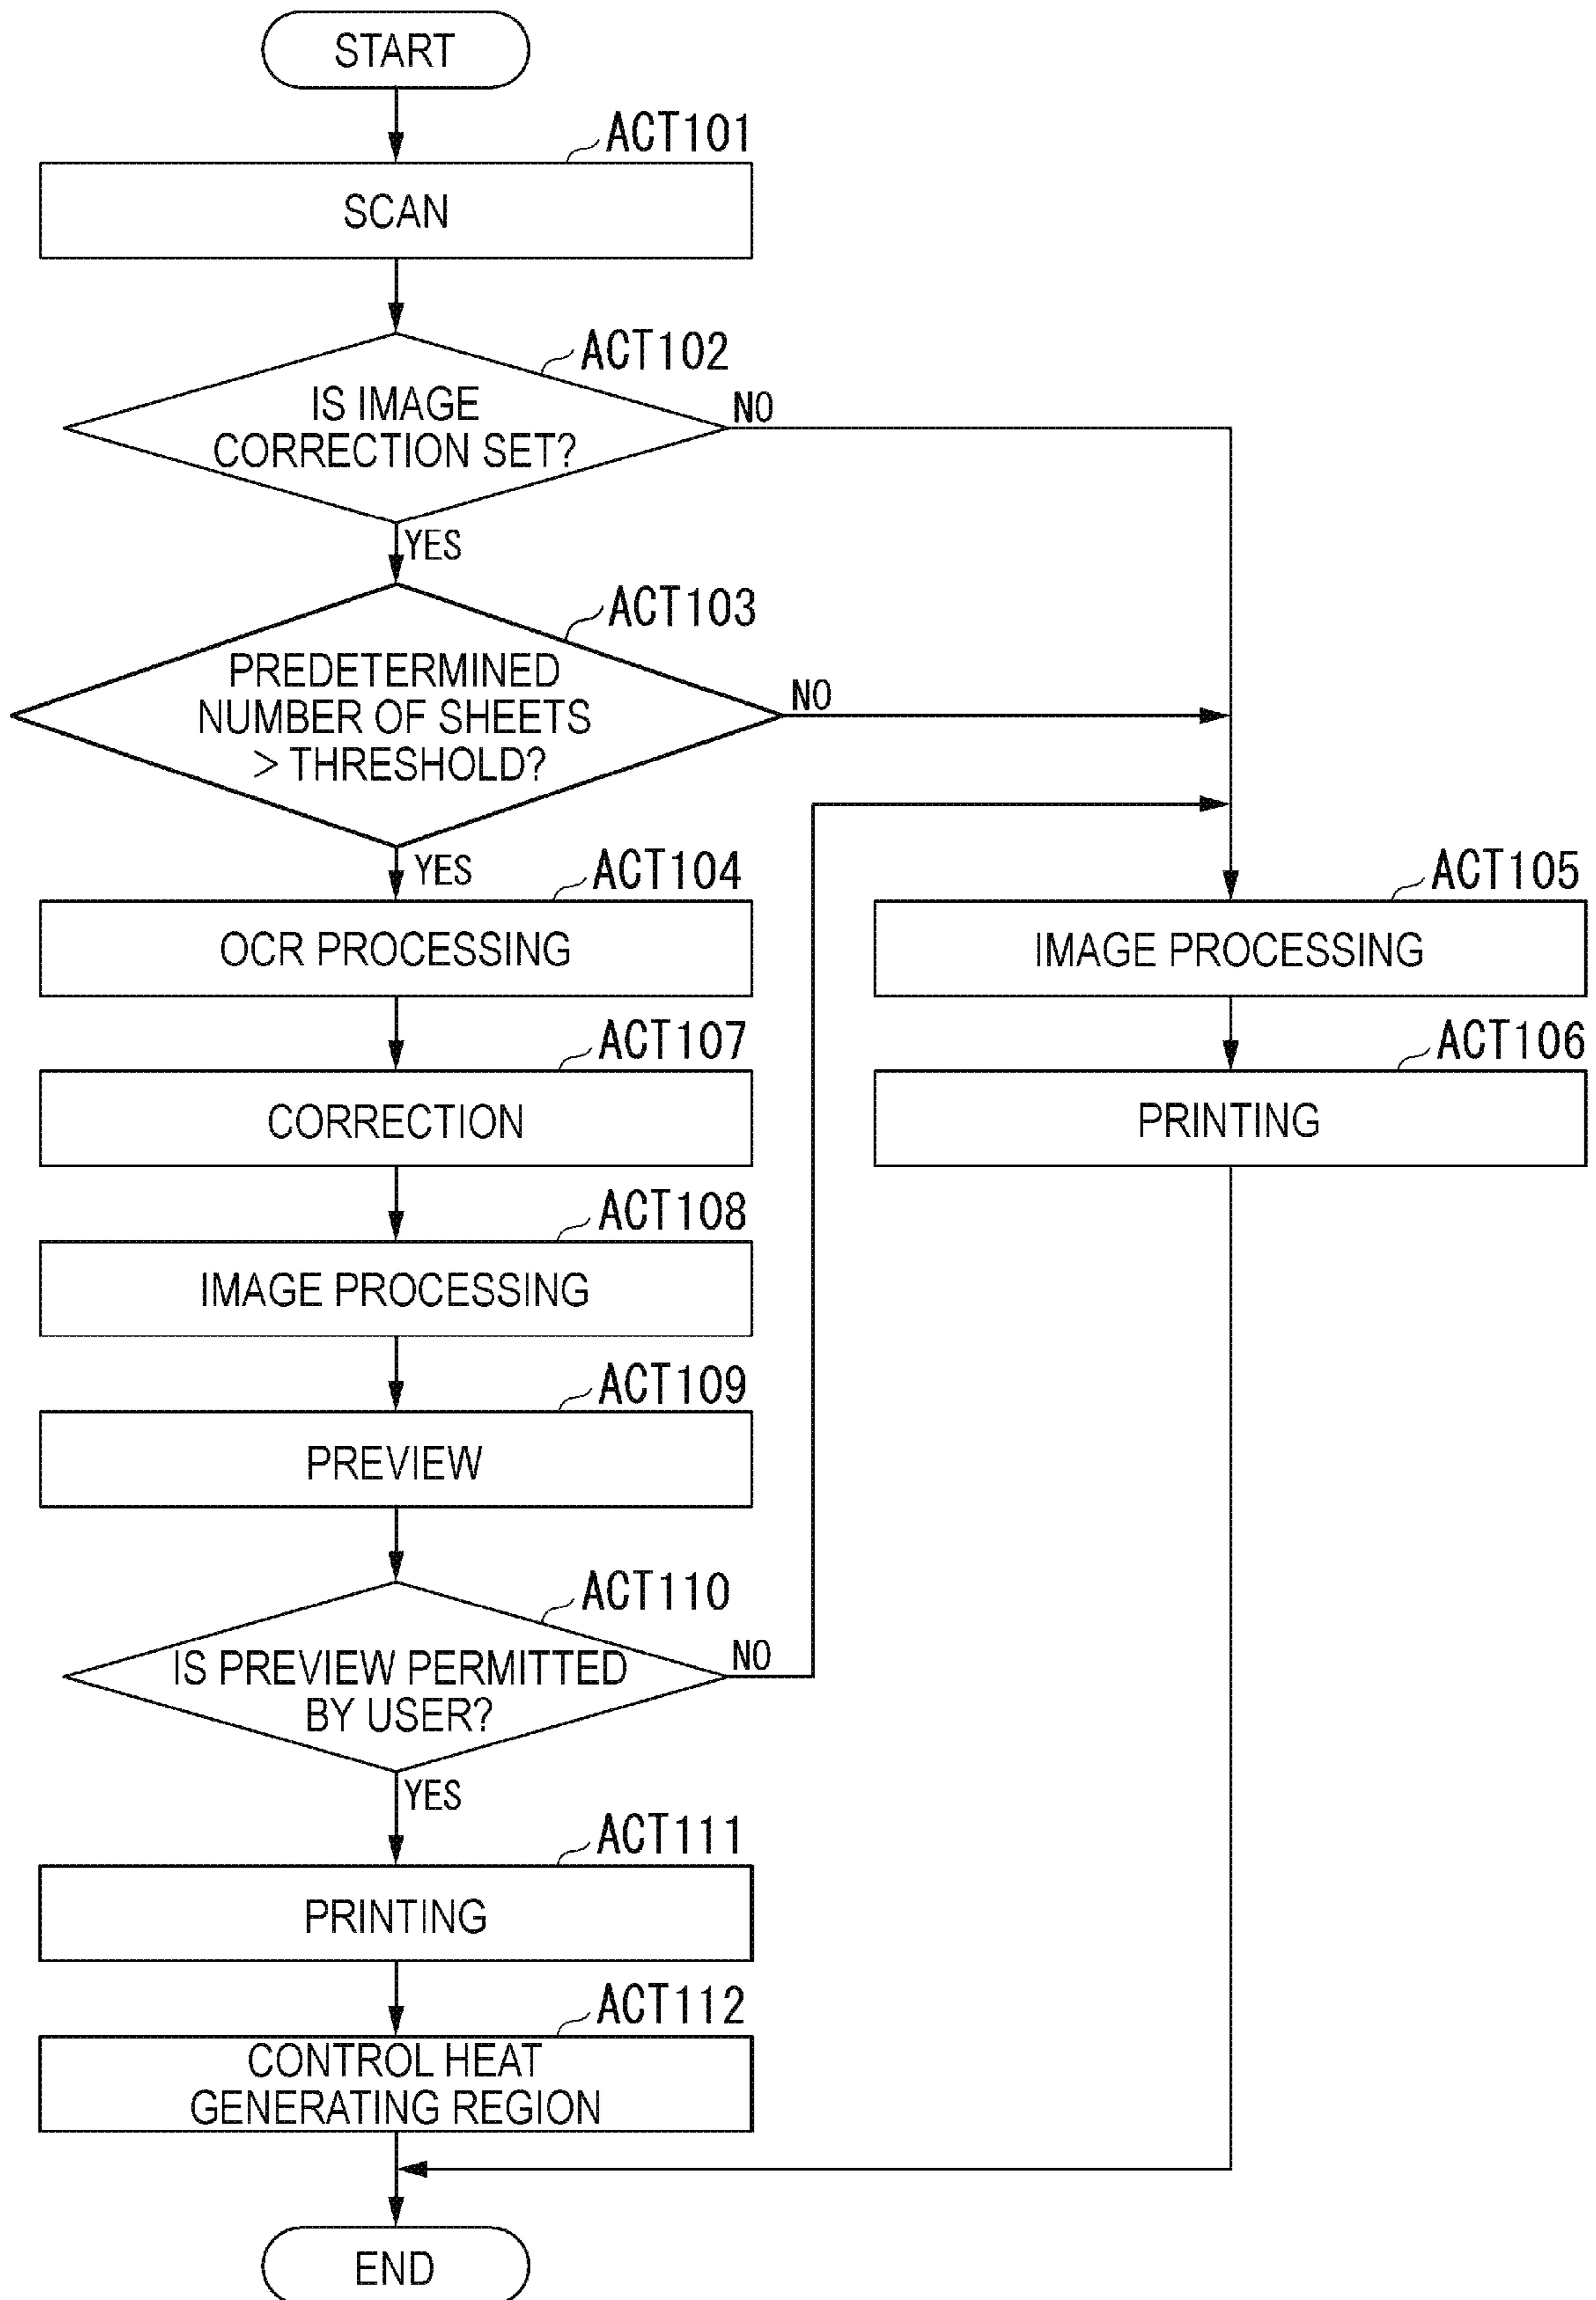 START
ACT101
SCAN
ACT102
IS IMAGE
CORRECTION SET?
NO
YES
ACT103
PREDETERMINED
NUMBER OF SHEETS
> THRESHOLD?
NO
YES
ACT104
OCR PROCESSING
ACT105
IMAGE PROCESSING
ACT107
CORRECTION
ACT106
PRINTING
ACT108
IMAGE PROCESSING
ACT109
PREVIEW
ACT110
IS PREVIEW PERMITTED
BY USER?
NO
YES
ACT111
PRINTING
ACT112
CONTROL HEAT
GENERATING REGION
END